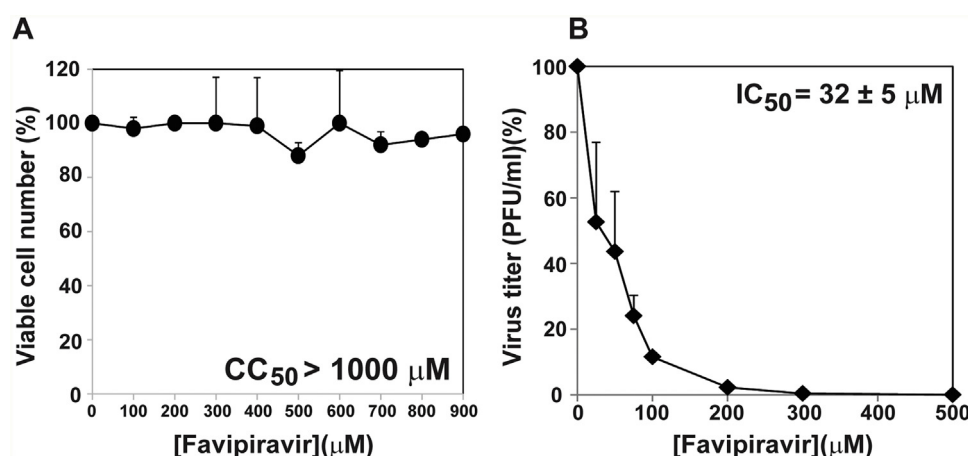 A
Viable cell number (%)
120
100
80
60
40
20
0
CC50 > 1000 μM
0 100 200 300 400 500 600 700 800 900
[Favipiravir](μM)
B
Virus titer (PFU/ml)(%)
100
80
60
40
20
0
IC50 = 32 ± 5 μM
0 100 200 300 400 500
[Favipiravir](μM)